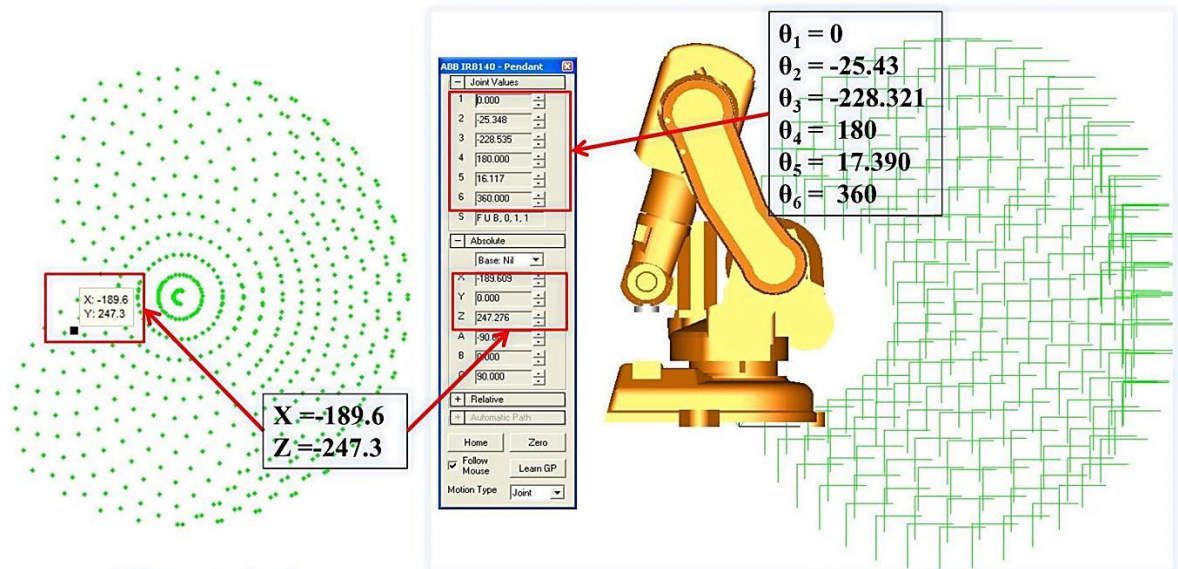 X: -189.6
Y: 247.3
X =-189.6
Z =-247.3
ABB IRB140 - Pendant
Joint Values
1 0.000
2 -25.348
3 -228.535
4 180.000
5 16.117
6 360.000
S F U B, 0, 1, 1
Absolute
Base: Nil
X -189.609
Y 0.000
Z 247.276
A
B 0.000
90.000
+ Relative
+ Automatic Path
Home Zero
Follow
Mouse
Learn GP
Motion Type Joint
θ1 = 0
θ2 = -25.43
θ3 = -228.321
θ4 = 180
θ5 = 17.390
θ6 = 360